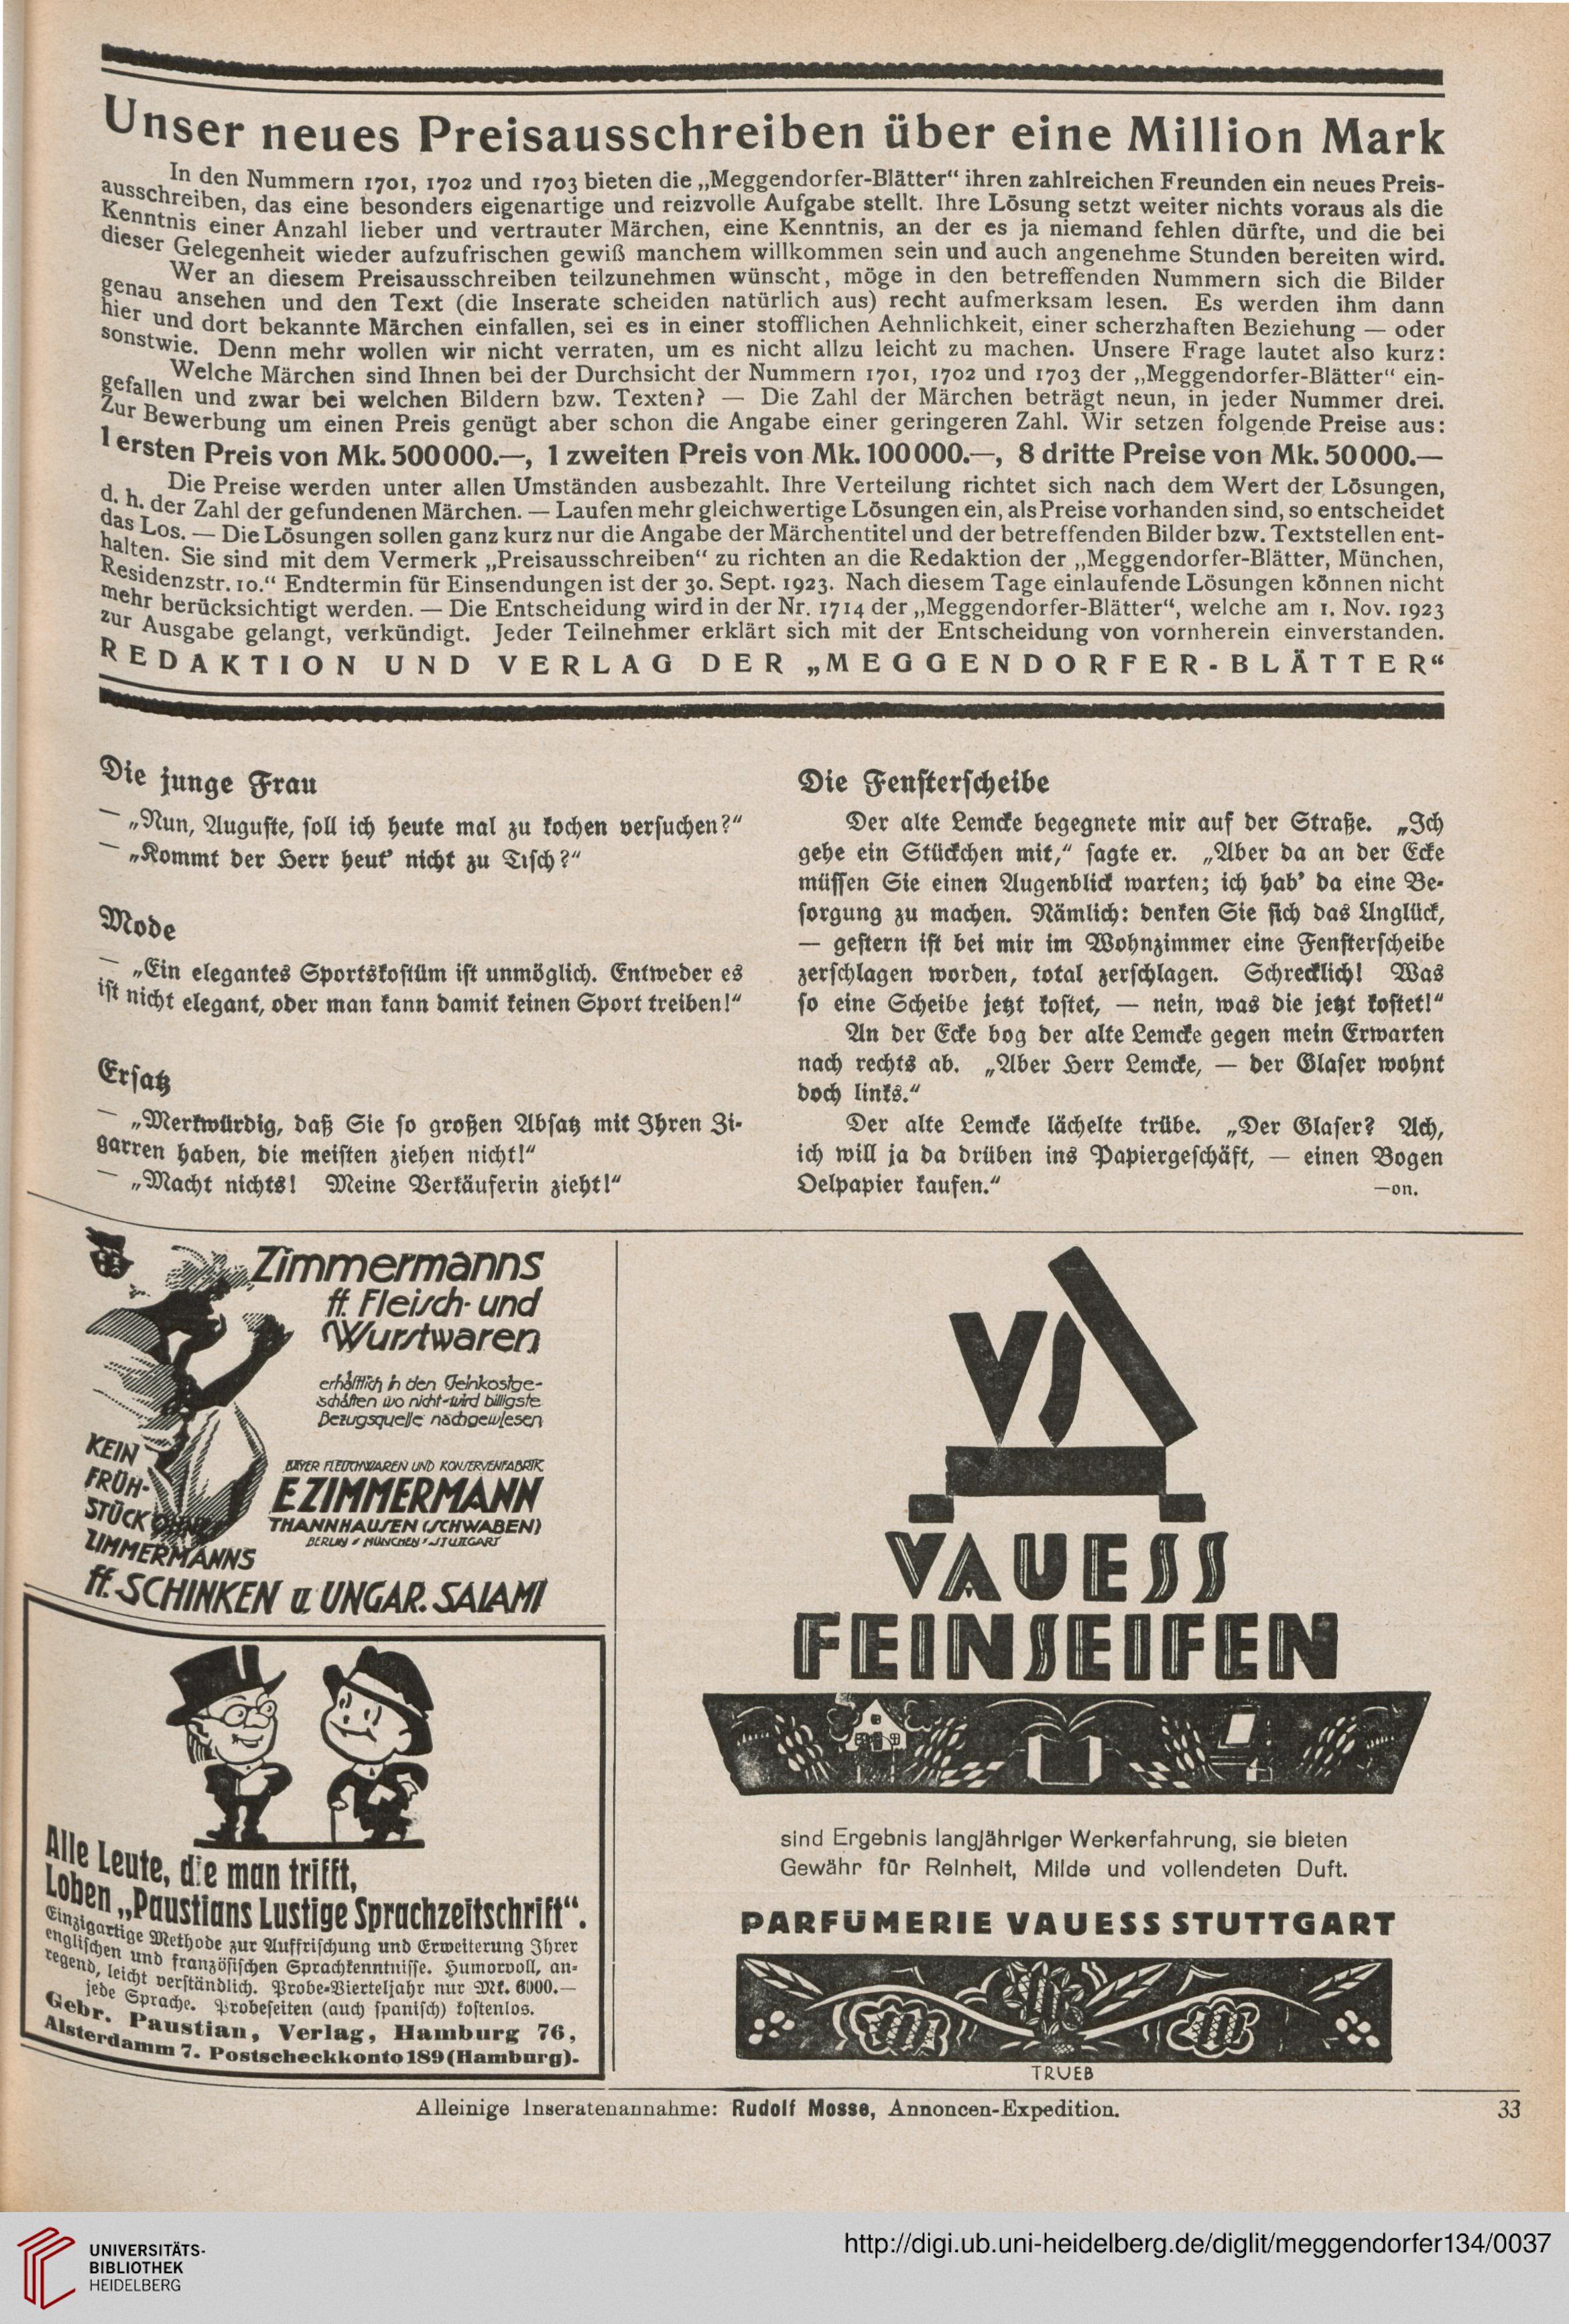 Unser neues Preisausschreiben über eine Million Mark
In den Nummern 1701, 1702 und 1703 bieten die „Meggendorfer-Blätter“ ihren zahlreichen Freunden ein neues Preis-
ausschreiben, das eine besonders eigenartige und reizvolle Aufgabe stellt. Ihre Lösung setzt weiter nichts voraus als die
Kenntnis einer Anzahl lieber und vertrauter Märchen, eine Kenntnis, an der es ja niemand fehlen dürfte, und die bei
dieser Gelegenheit wieder aufzufrischen gewiß manchem willkommen sein und auch angenehme Stunden bereiten wird.
Wer an diesem Preisausschreiben teilzunehmen wünscht, möge in den betreffenden Nummern sich die Bilder
genau ansehen und den Text (die Inserate scheiden natürlich aus) recht aufmerksam lesen. Es werden ihm dann
hier und dort bekannte Märchen einfallen, sei es in einer stofflichen Aehnlichkeit, einer scherzhaften Beziehung — oder
sonstwie. Denn mehr wollen wir nicht verraten, um es nicht allzu leicht zu machen. Unsere Frage lautet also kurz:
Welche Märchen sind Ihnen bei der Durchsicht der Nummern 1701, 1702 und 1703 der „Meggendorfer-Blätter“ ein-
gefallen und zwar bei welchen Bildern bzw. Texten? — Die Zahl der Märchen beträgt neun, in jeder Nummer drei.
Zur Bewerbung um einen Preis genügt aber schon die Angabe einer geringeren Zahl. Wir setzen folgende Preise aus:
1 ersten Preis von Mk. 500000.—, 1 zweiten Preis von Mk. 100000.—, 8 dritte Preise von Mk. 50000.—
Die Preise werden unter allen Umständen ausbezahlt. Ihre Verteilung richtet sich nach dem Wert der Lösungen,
d. h. der Zahl der gefundenen Märchen. — Laufen mehr gleichwertige Lösungen ein, als Preise vorhanden sind, so entscheidet
das Los. — Die Lösungen sollen ganz kurz nur die Angabe der Märchentitel und der betreffenden Bilder bzw. Textstellen ent-
halten. Sie sind mit dem Vermerk „Preisausschreiben“ zu richten an die Redaktion der „Meggendorfer-Blätter, München,
Residenzstr. 10.“ Endtermin für Einsendungen ist der 30. Sept. 1923. Nach diesem Tage einlaufende Lösungen können nicht
mehr berücksichtigt werden. — Die Entscheidung wird in der Nr. 1714 der „Meggendorfer-Blätter“, welche am 1. Nov. 1923
zur Ausgabe gelangt, verkündigt. Jeder Teilnehmer erklärt sich mit der Entscheidung von vornherein einverstanden.
REDAKTION UND VERLAG DER „MEGGENDORFER-BLÄTTER“
Die junge Frau
— „Nun, Auguste, soll ich heute mal zu kochen versuchen?“
— „Kommt der Herr heut’ nicht zu Tisch?“
Mode
— „Ein elegantes Sportskostüm ist unmöglich. Entweder es
ist nicht elegant, oder man kann damit keinen Sport treiben!“
Ersatz
— „Merkwürdig, daß Sie so großen Absatz mit Ihren Zi-
garren haben, die meisten ziehen nicht!“
— „Macht nichts! Meine Verkäuferin zieht!“
Die Fensterscheibe
Der alte Lemcke begegnete mir auf der Straße. „Ich
gehe ein Stückchen mit,“ sagte er. „Aber da an der Ecke
müssen Sie einen Augenblick warten; ich hab’ da eine Be-
sorgung zu machen. Nämlich: denken Sie sich das Unglück,
— gestern ist bei mir im Wohnzimmer eine Fensterscheibe
zerschlagen worden, total zerschlagen. Schrecklich! Was
so eine Scheibe jetzt kostet, — nein, was die jetzt kostet!“
An der Ecke bog der alte Lemcke gegen mein Erwarten
nach rechts ab. „Aber Herr Lemcke, — der Glaser wohnt
doch links.“
Der alte Lemcke lächelte trübe. „Der Glaser? Ach,
ich will ja da drüben ins Papiergeschäft, — einen Bogen
Oelpapier kaufen.“ —on.
Zimmermanns
ff. Fleisch- und
Wurstwaren
erhältlich in den Feinkostge-
schäften wo nicht-wird billigste
Bezugsquelle nachgewiesen
BAYER FLEISCHWAREN UND KONSERVENFABRIK
E ZIMMERMANN
THANNHAUSEN (SCHWABEN)
BERLIN MÜNCHEN STUTTGART
KEIN
FRÜH-
STÜCK OHNE
ZIMMERMANNS
ff. SCHINKEN u. UNGAR. SALAMI
Alle Leute, die man trifft,
Loben „Paustians Lustige Sprachzeitschrift“.
Einzigartige Methode zur Auffrischung und Erweiterung Ihrer
englischen und französischen Sprachkenntnisse. Humorvoll, an-
regend, leicht verständlich. Probe-Vierteljahr nur Mk. 6000.—
jede Sprache. Probeseiten (auch spanisch) kostenlos.
Gebr. Paustian, Verlag, Hamburg 76,
Alsterdamm 7. Postscheckkonto 189 (Hamburg).
VAUESS
FEINSEIFEN
sind Ergebnis langjähriger Werkerfahrung, sie bieten
Gewähr für Reinheit, Milde und vollendeten Duft.
PARFÜMERIE VAUESS STUTTGART
TRUEB
Alleinige Inseratenannahme: Rudolf Mosse, Annoncen-Expedition.
33
UNIVERSITÄTS-
BIBLIOTHEK
HEIDELBERG
http://digi.ub.uni-heidelberg.de/diglit/meggendorfer134/0037